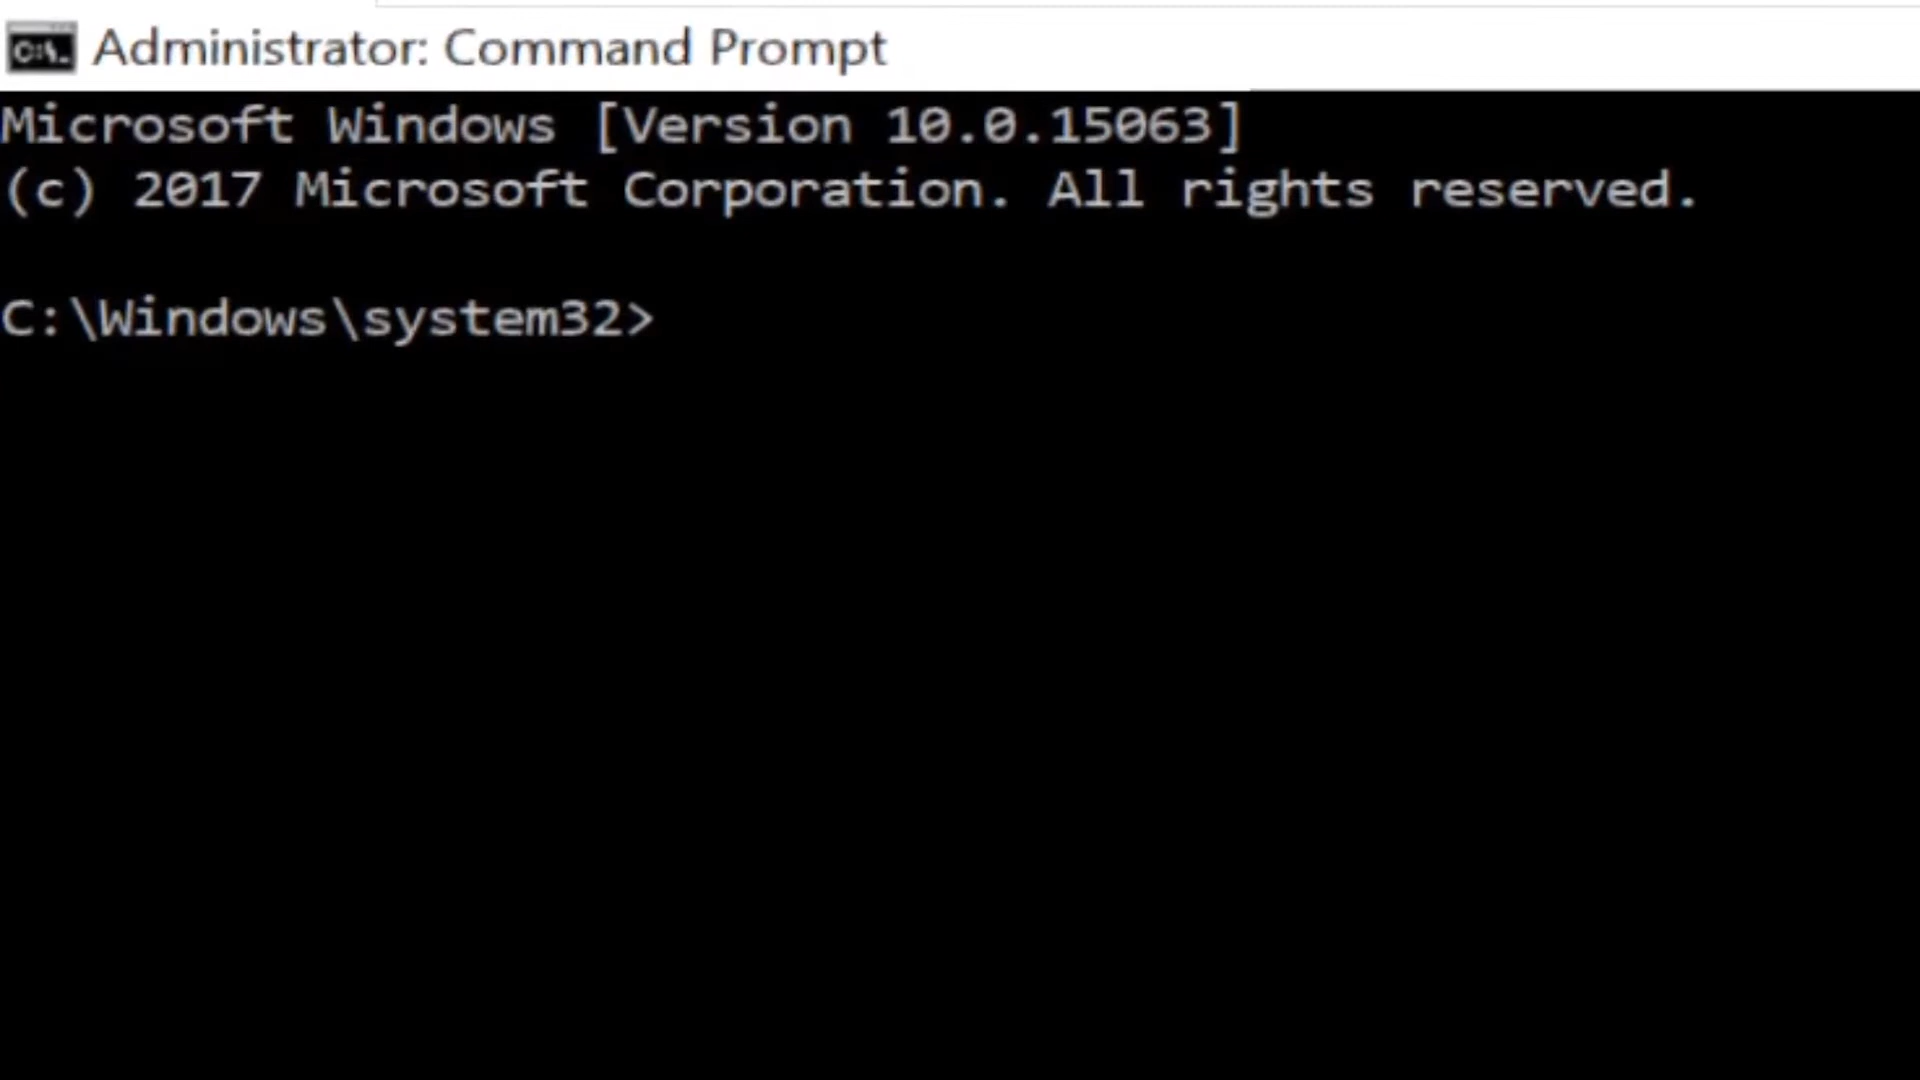 C:\_ Administrator: Command Prompt
Microsoft Windows [Version 10.0.15063]
(c) 2017 Microsoft Corporation. All rights reserved.
C:\Windows\system32>